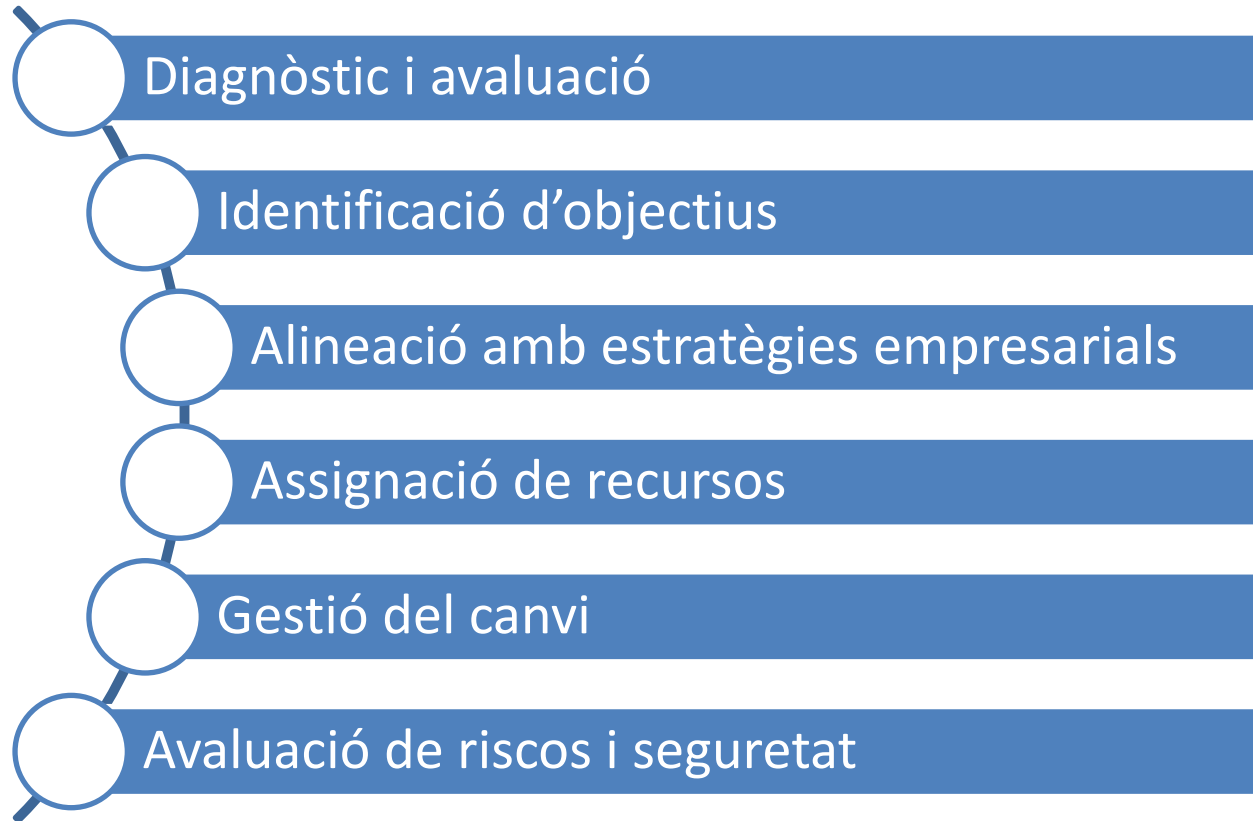 Diagnòstic i avaluació
Identificació d’objectius
Alineació amb estratègies empresarials
Assignació de recursos
Gestió del canvi
Avaluació de riscos i seguretat